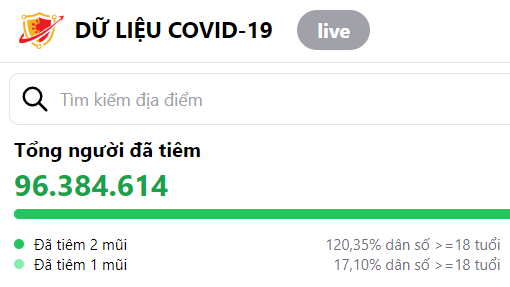 DỮ LIỆU COVID-19
live
Tìm kiếm địa điểm
Tổng người đã tiêm
96.384.614
Đã tiêm 2 mũi 120,35% dân số >=18 tuổi
Đã tiêm 1 mũi 17,10% dân số >=18 tuổi